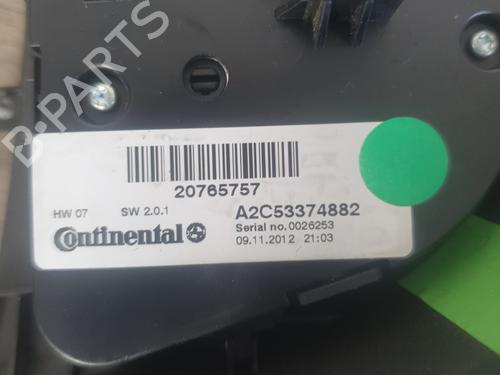 B-PARTS
20765757
HW 07 SW 2.0.1 A2C53374882
Continental Serial no.0026253
09.11.2012 21:03